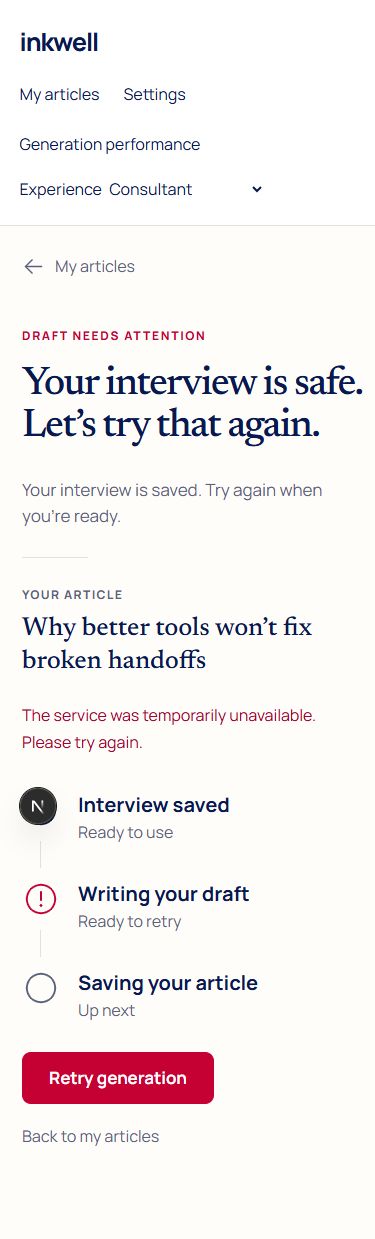 inkwell
My articles Settings
Generation performance
Experience Consultant
My articles
DRAFT NEEDS ATTENTION
Your interview is safe.
Let’s try that again.
Your interview is saved. Try again when
you’re ready.
YOUR ARTICLE
Why better tools won’t fix
broken handoffs
The service was temporarily unavailable.
Please try again.
N
Interview saved
Ready to use
!
Writing your draft
Ready to retry
Saving your article
Up next
Retry generation
Back to my articles